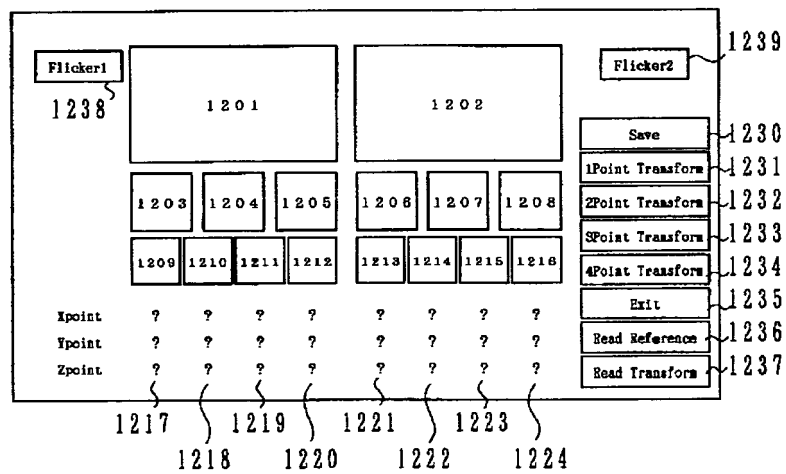 1239
Flicker1
Flicker2
1238
1201
1202
Save
1230
1Point Transform
1231
1203
1204
1205
1206
1207
1208
2Point Transform
1232
3Point Transform
1233
1209
1210
1211
1212
1213
1214
1215
1216
4Point Transform
1234
Exit
1235
Xpoint ? ? ? ? ? ? ? ?
Read Reference
1236
Ypoint ? ? ? ? ? ? ? ?
Zpoint ? ? ? ? ? ? ? ?
Read Transform
1237
1217
1219
1221
1223
1218
1220
1222
1224